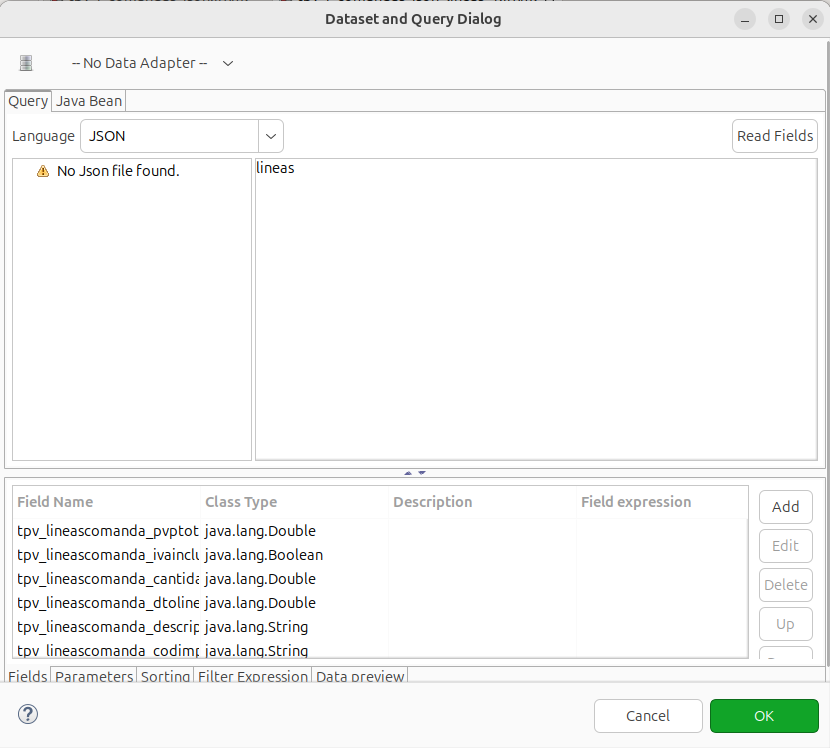 Dataset and Query Dialog
-- No Data Adapter --
Query Java Bean
Language JSON Read Fields
No Json file found.
lineas
Field Name Class Type Description Field expression
tpv_lineascomanda_pvptot java.lang.Double
tpv_lineascomanda_ivainclu java.lang.Boolean
tpv_lineascomanda_cantida java.lang.Double
tpv_lineascomanda_dtoline java.lang.Double
tpv_lineascomanda_descrip java.lang.String
tpv_lineascomanda_codimp java.lang.String
Add
Edit
Delete
Up
Fields Parameters Sorting Filter Expression Data preview
Cancel OK